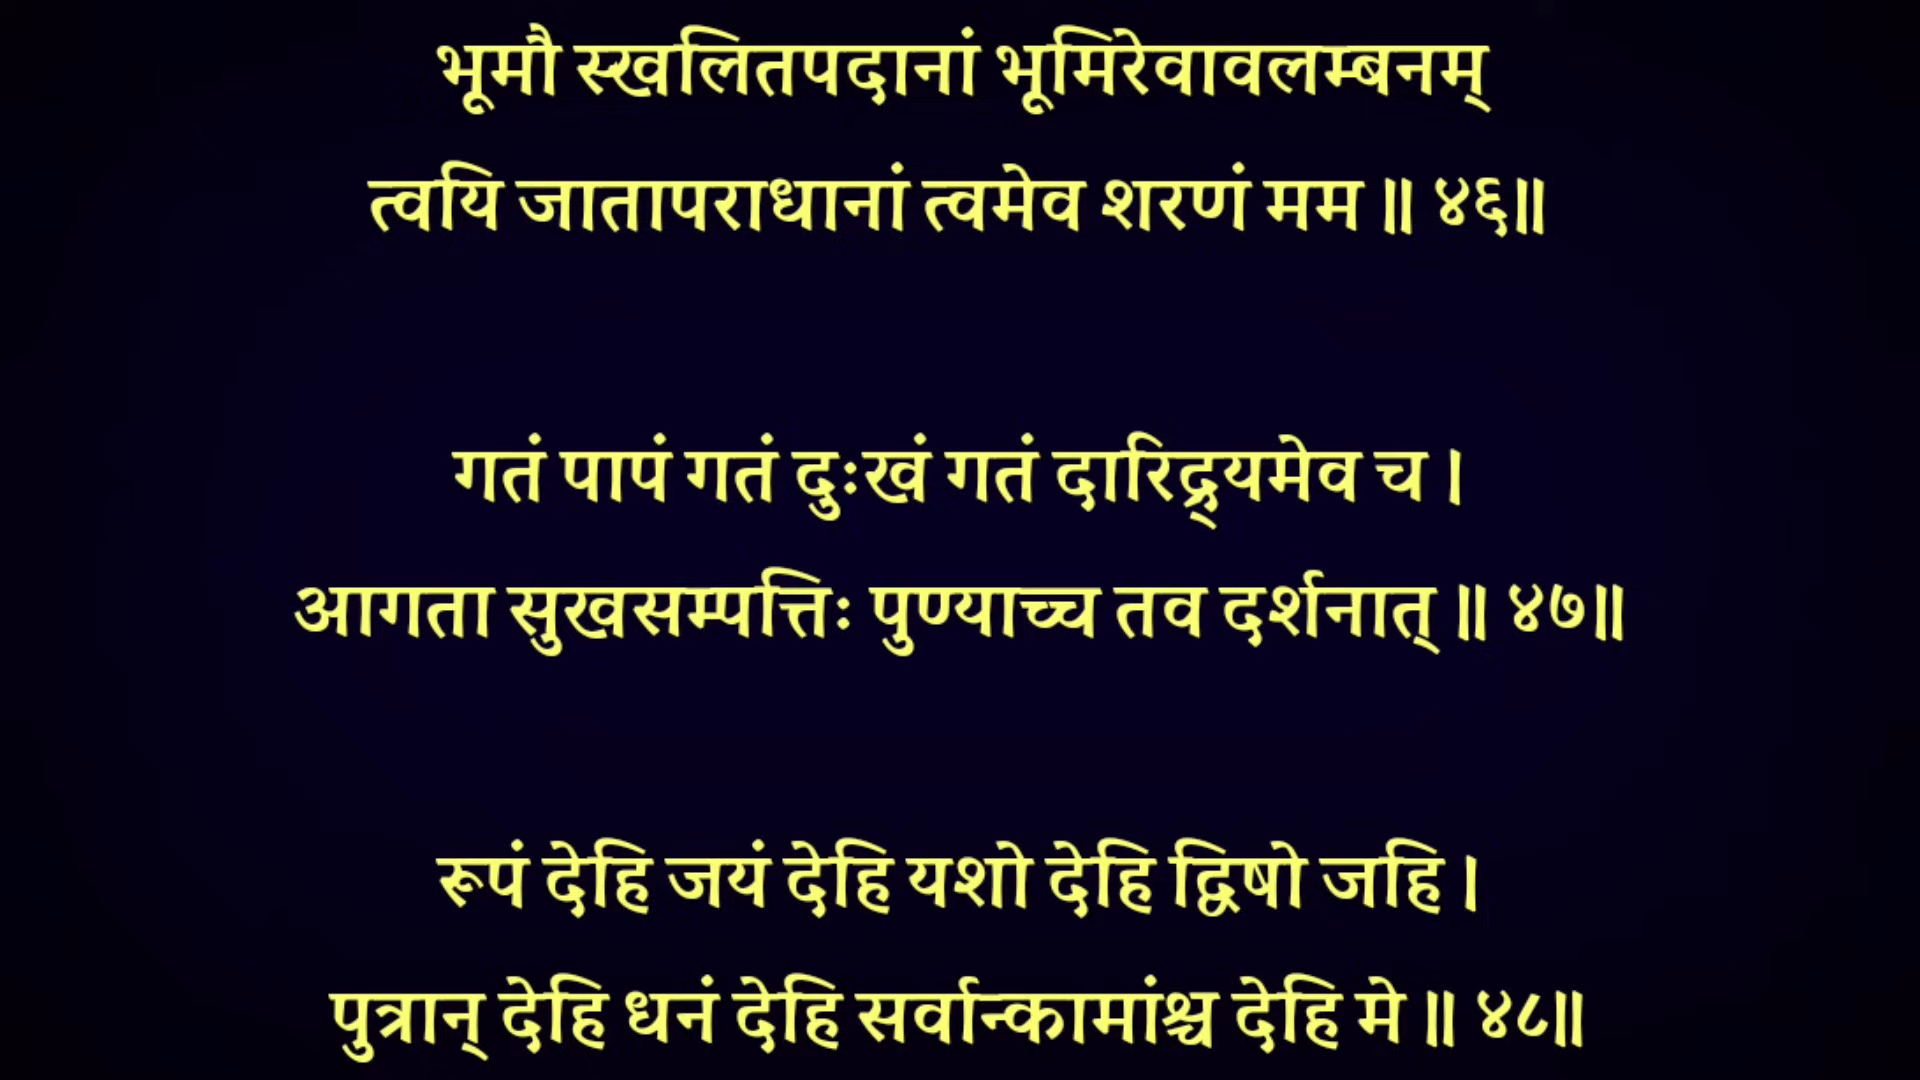 भूमौ स्खलितपदानां भूमिरेवावलम्बनम्
त्वयि जातापराधानां त्वमेव शरणं मम ॥ ४६॥
गतं पापं गतं दुःखं गतं दारिद्र्यमेव च ।
आगता सुखसम्पत्तिः पुण्याच्च तव दर्शनात् ॥ ४७॥
रूपं देहि जयं देहि यशो देहि द्विषो जहि ।
पुत्रान् देहि धनं देहि सर्वान्कामांश्च देहि मे ॥ ४८॥